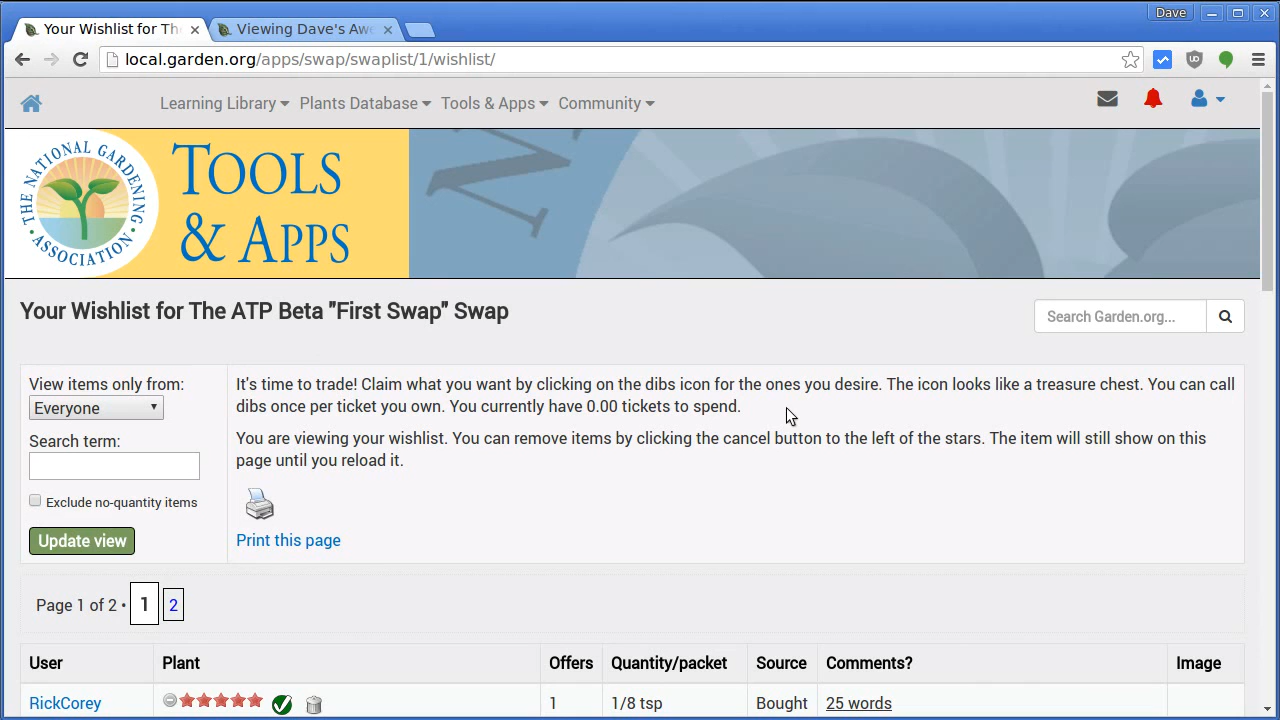 Dave
Your Wishlist for Th
Viewing Dave's Awe
local.garden.org/apps/swap/swaplist/1/wishlist/
Learning Library Plants Database Tools & Apps Community
THE NATIONAL GARDENING
• ASSOCIATION •
TOOLS
& APPS
N
Your Wishlist for The ATP Beta "First Swap" Swap
Search Garden.org...
View items only from:
Everyone
Search term:
Exclude no-quantity items
Update view
It's time to trade! Claim what you want by clicking on the dibs icon for the ones you desire. The icon looks like a treasure chest. You can call
dibs once per ticket you own. You currently have 0.00 tickets to spend.
You are viewing your wishlist. You can remove items by clicking the cancel button to the left of the stars. The item will still show on this
page until you reload it.
Print this page
Page 1 of 2 • 1 2
User Plant Offers Quantity/packet Source Comments? Image
RickCorey 1 1/8 tsp Bought 25 words